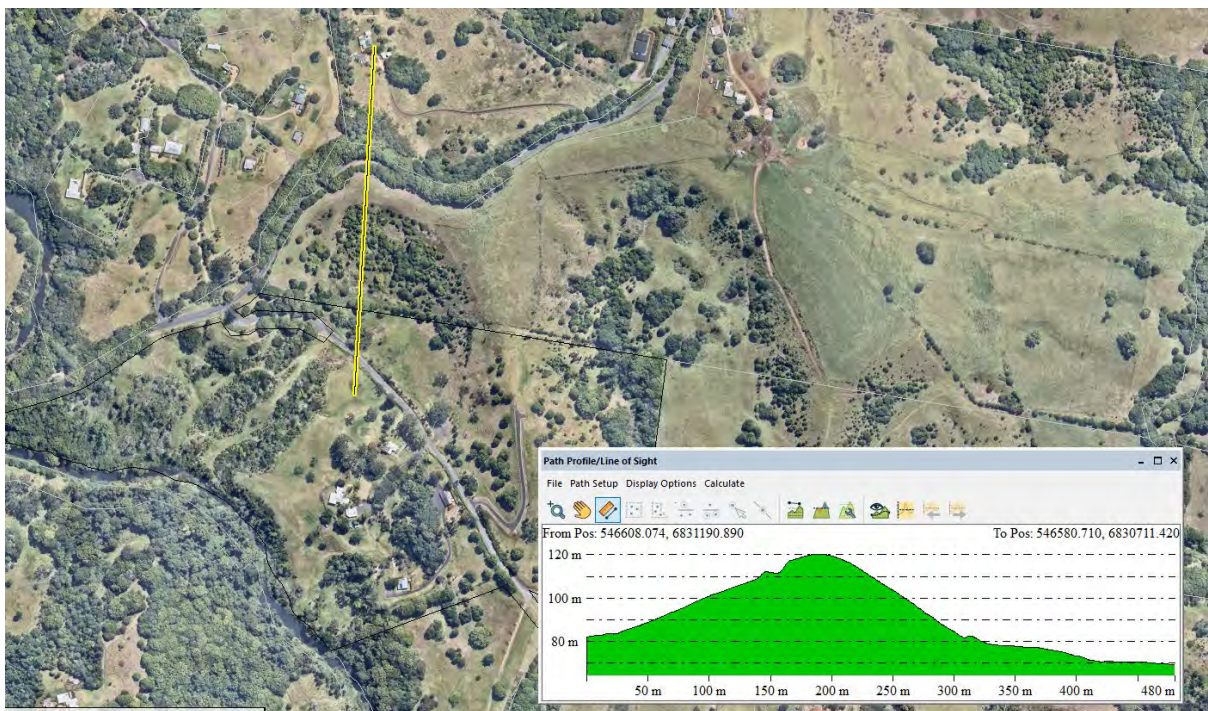 Path Profile/Line of Sight
File Path Setup Display Options Calculate
From Pos: 546608.074, 6831190.890 To Pos: 546580.710, 6830711.420
120 m
100 m
80 m
50 m 100 m 150 m 200 m 250 m 300 m 350 m 400 m 480 m